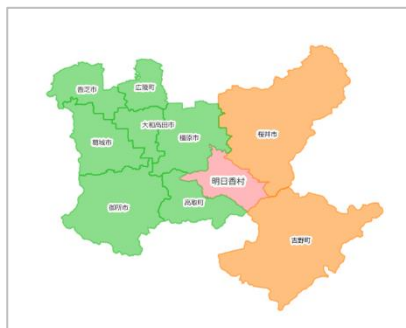 香芝市
広陵町
大和高田市
橿原市
桜井市
葛城市
明日香村
御所市
高取町
吉野町